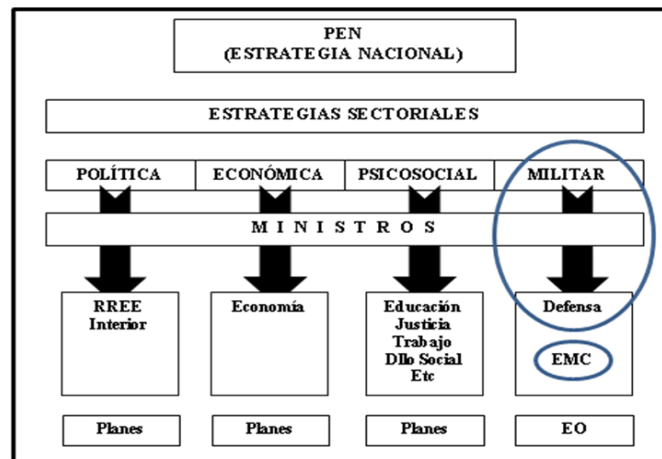 PEN
(ESTRATEGIA NACIONAL)
ESTRATEGIAS SECTORIALES
POLÍTICA
ECONÓMICA
PSICOSOCIAL
MILITAR
M I N I S T R O S
RREE
Interior
Economía
Educación
Justicia
Trabajo
Dllo Social
Etc
Defensa
EMC
Planes
Planes
Planes
EO